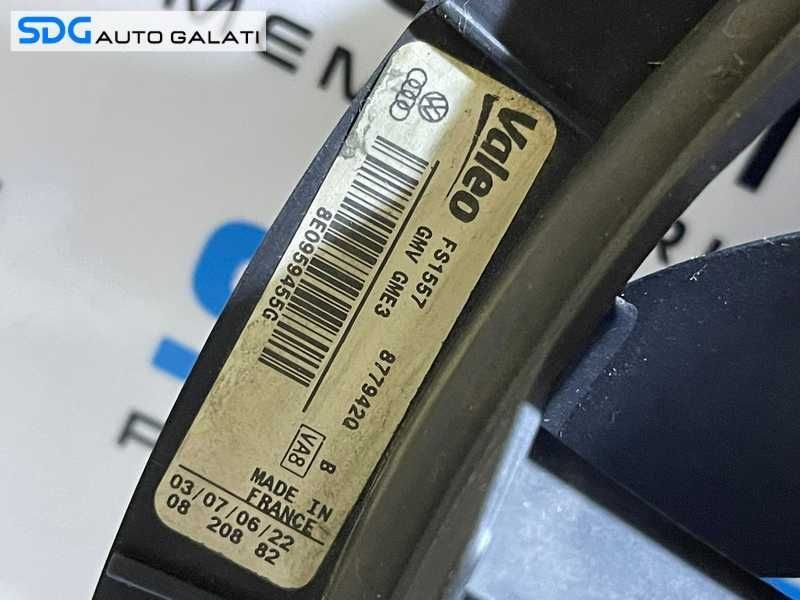 SDG AUTO GALATI
Valeo
FS1557 8779420
GMV GME3
8E0959455G
B
VA8
MADE IN
FRANCE
03/07/06/22
08 208 82